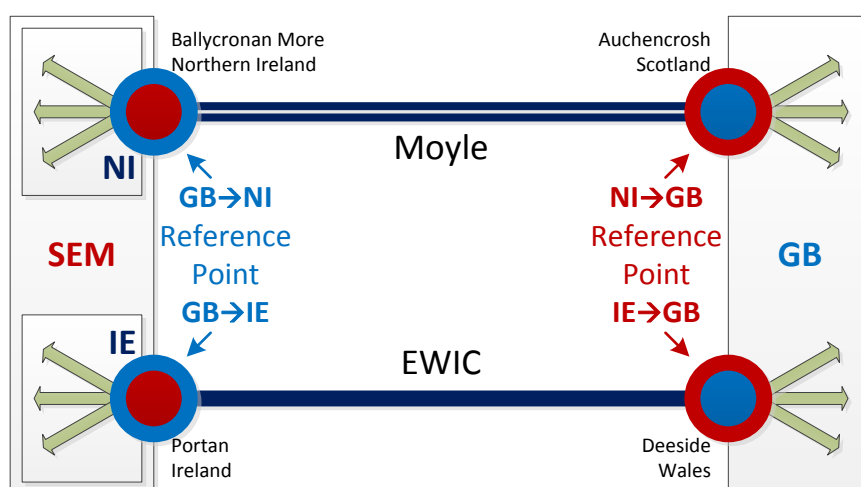 Ballycronan More
Northern Ireland
Auchencrosh
Scotland
Moyle
NI
GB→NI
Reference
Point
GB→IE
NI→GB
Reference
Point
IE→GB
SEM
GB
IE
EWIC
Portan
Ireland
Deeside
Wales